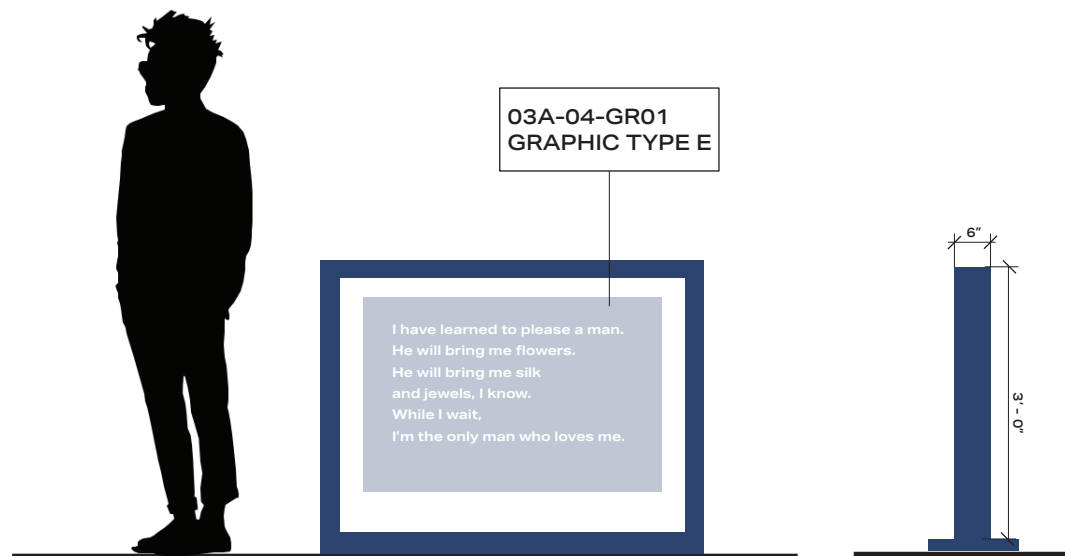 03A-04-GR01
GRAPHIC TYPE E
6"
I have learned to please a man.
He will bring me flowers.
He will bring me silk
and jewels, I know.
While I wait,
I'm the only man who loves me.
3' - 0"